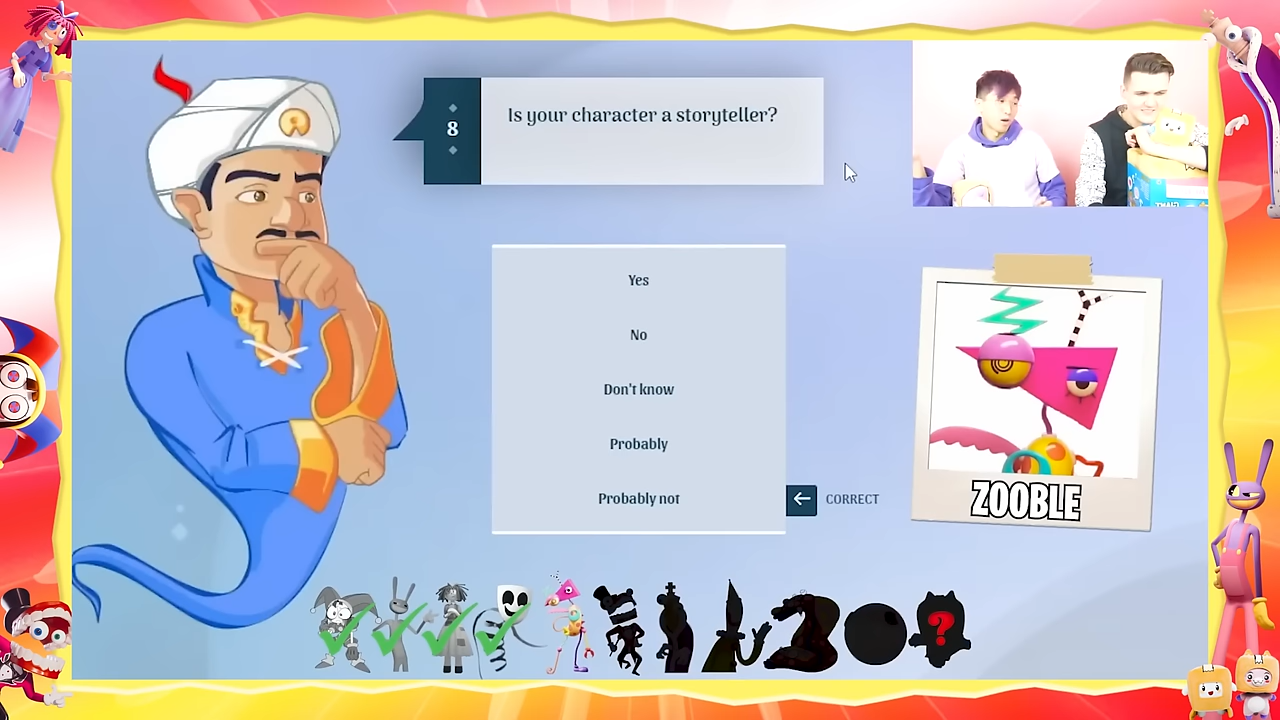 8
Is your character a storyteller?
Yes
No
Don't know
Probably
Probably not
CORRECT
ZOOBLE
?